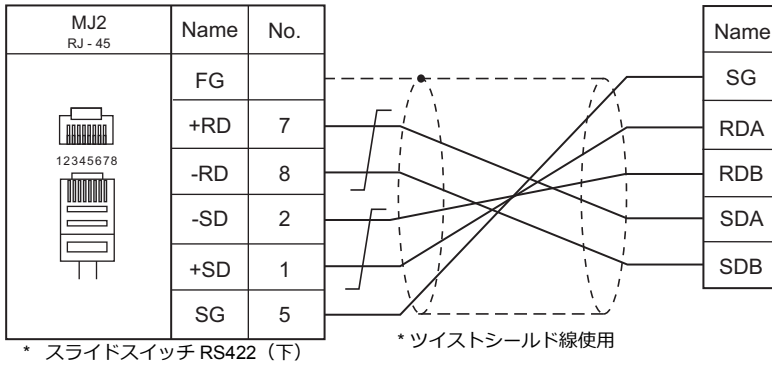 MJ2 Name No. Name
RJ - 45
FG SG
+RD 7 RDA
12345678
-RD 8 RDB
-SD 2 SDA
+SD 1 SDB
SG 5
* スライドスイッチ RS422（下）
* ツイストシールド線使用